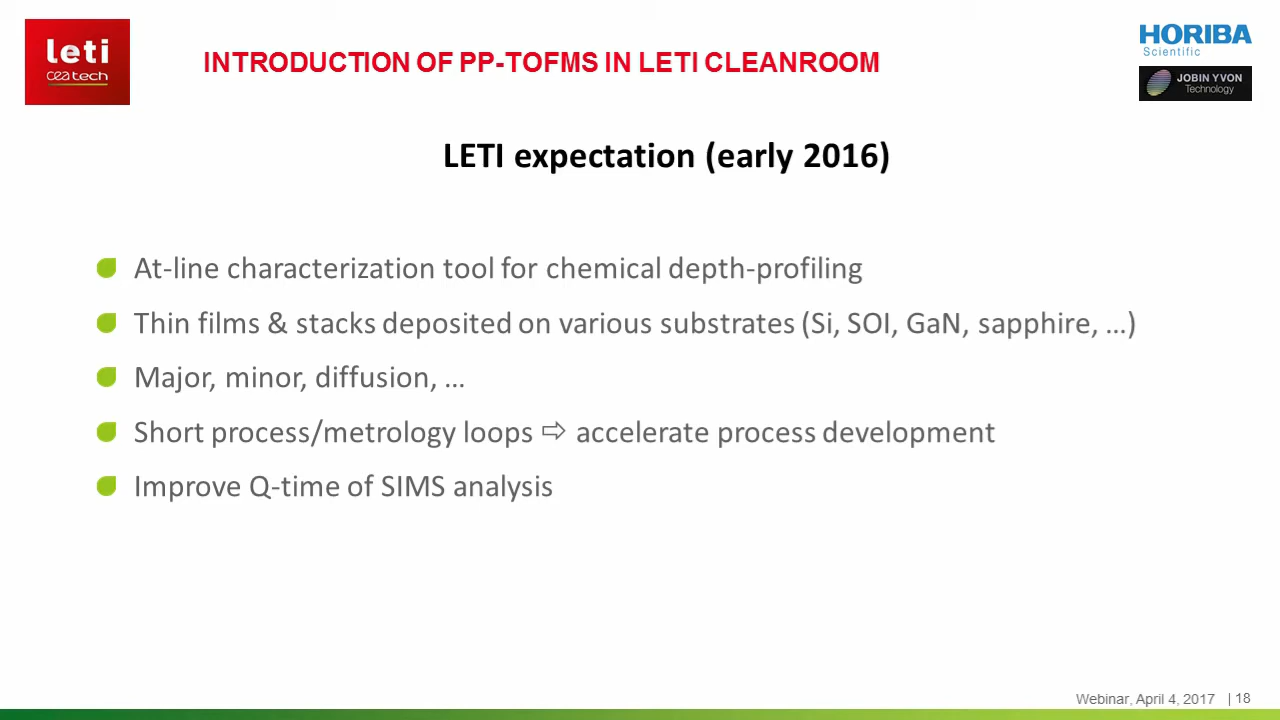 leti
ceatech
INTRODUCTION OF PP-TOFMS IN LETI CLEANROOM
HORIBA
Scientific
JOBIN YVON
Technology
LETI expectation (early 2016)
At-line characterization tool for chemical depth-profiling
Thin films & stacks deposited on various substrates (Si, SOI, GaN, sapphire, …)
Major, minor, diffusion, …
Short process/metrology loops ⇨ accelerate process development
Improve Q-time of SIMS analysis
Webinar, April 4, 2017 | 18